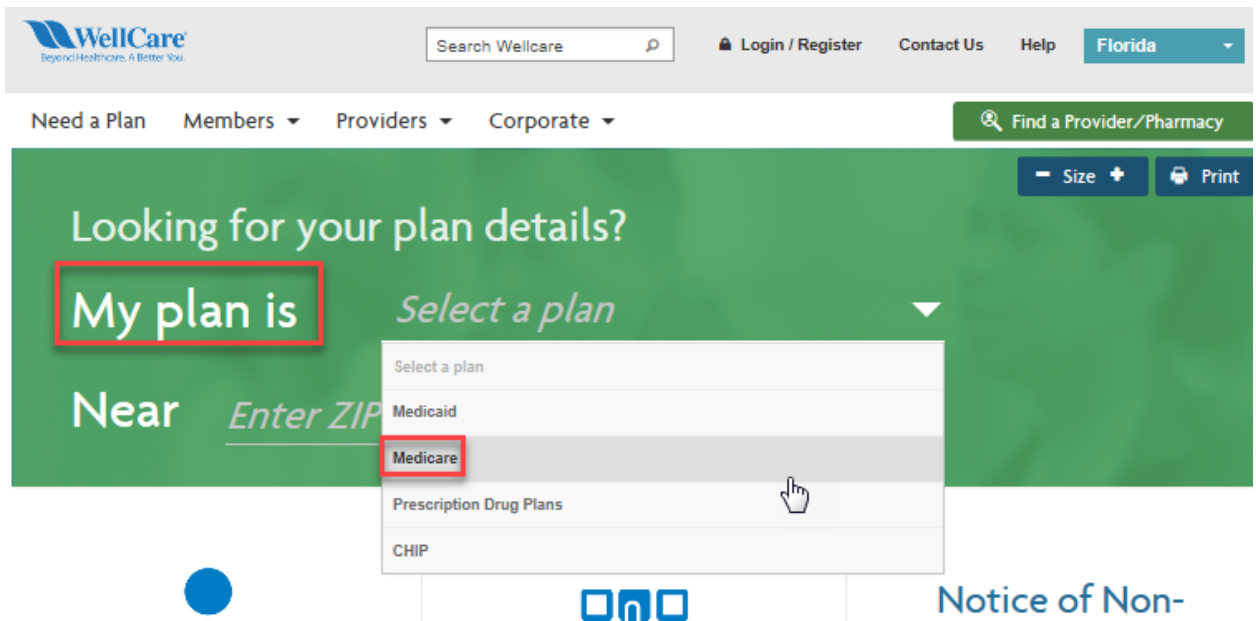 WellCare
Beyond Healthcare. A Better You.
Search Wellcare
Login / Register
Contact Us
Help
Florida
Need a Plan
Members
Providers
Corporate
Find a Provider/Pharmacy
- Size +
Print
Looking for your plan details?
My plan is
Select a plan
Select a plan
Medicaid
Medicare
Prescription Drug Plans
CHIP
Near
Enter ZIP
Notice of Non-